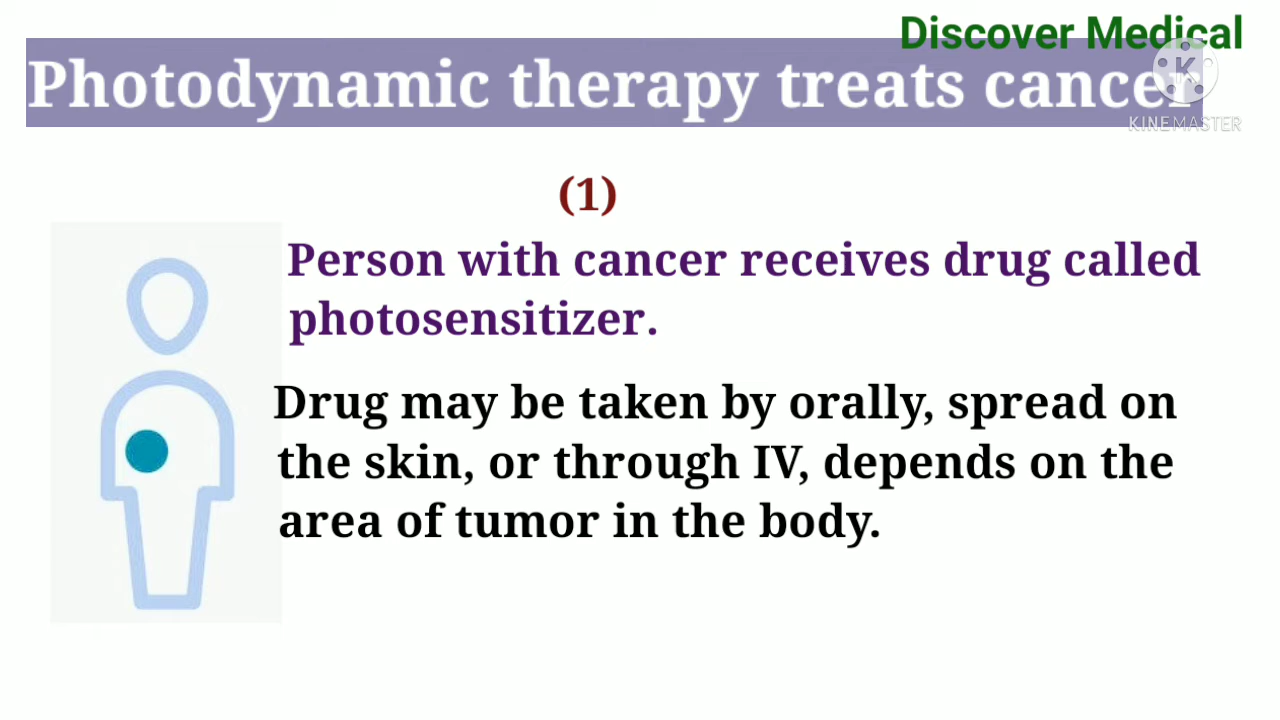 Discover Medical
Photodynamic therapy treats cancer
K
KINEMASTER
(1)
Person with cancer receives drug called
photosensitizer.
Drug may be taken by orally, spread on
the skin, or through IV, depends on the
area of tumor in the body.